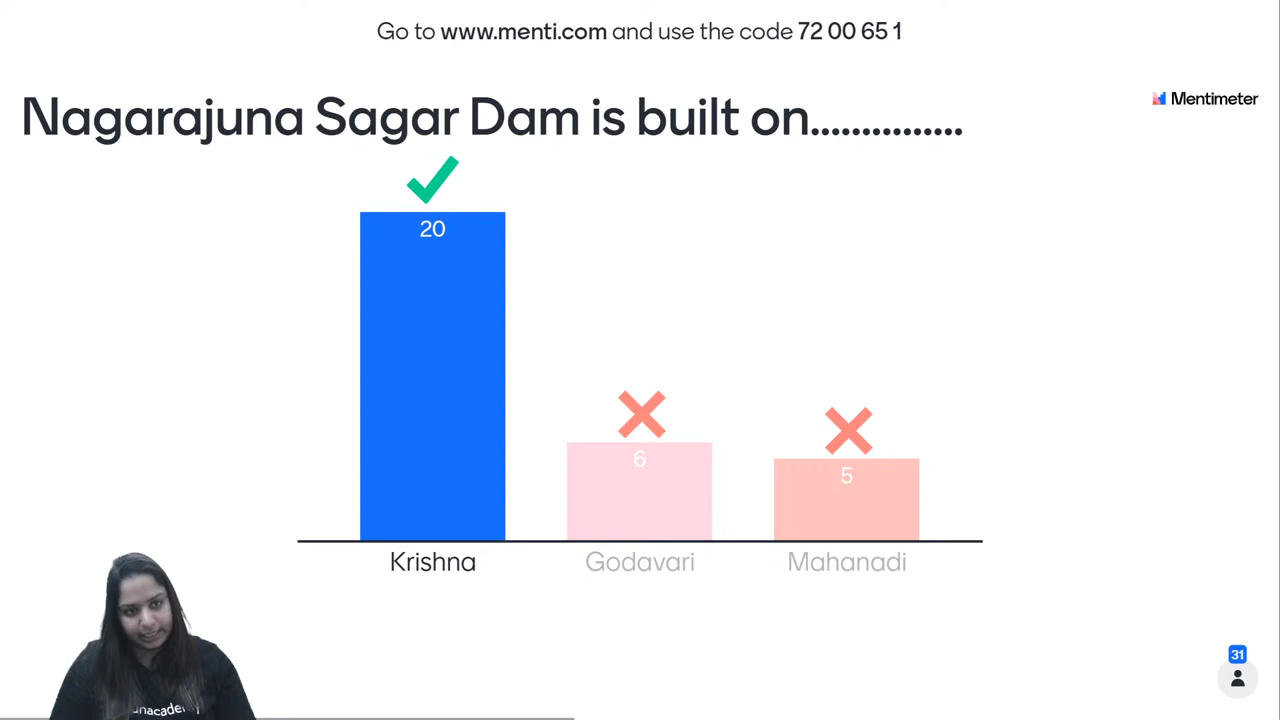 Go to www.menti.com and use the code 72 00 65 1
Nagarajuna Sagar Dam is built on...............
Mentimeter
20
6
5
Krishna
Godavari
Mahanadi
31